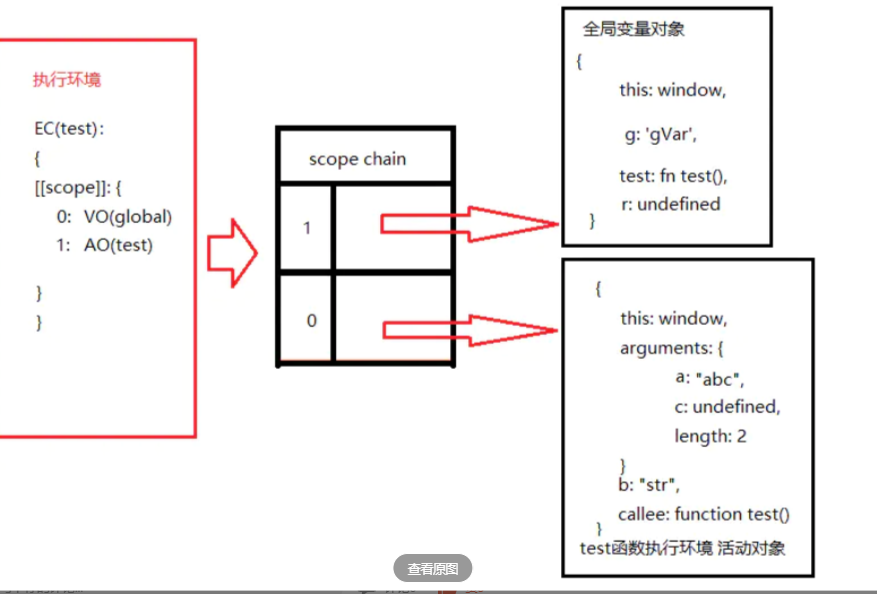 执行环境
EC(test):
{
[[scope]]: {
0: VO(global)
1: AO(test)
}
}
scope chain
1
0
全局变量对象
{
this: window,
g: 'gVar',
test: fn test(),
r: undefined
}
{
this: window,
arguments: {
a: "abc",
c: undefined,
length: 2
}
b: "str",
callee: function test()
}
test函数执行环境 活动对象
查看原图